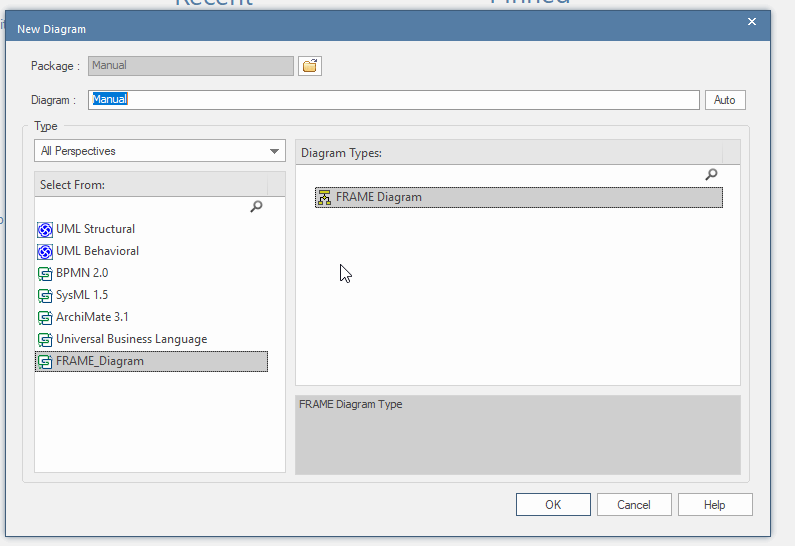 Recent
Pinned
New Diagram
Package :
Manual
Diagram :
Manual
Auto
Type
All Perspectives
Diagram Types:
Select From:
FRAME Diagram
UML Structural
UML Behavioral
BPMN 2.0
SysML 1.5
ArchiMate 3.1
Universal Business Language
FRAME_Diagram
FRAME Diagram Type
OK
Cancel
Help